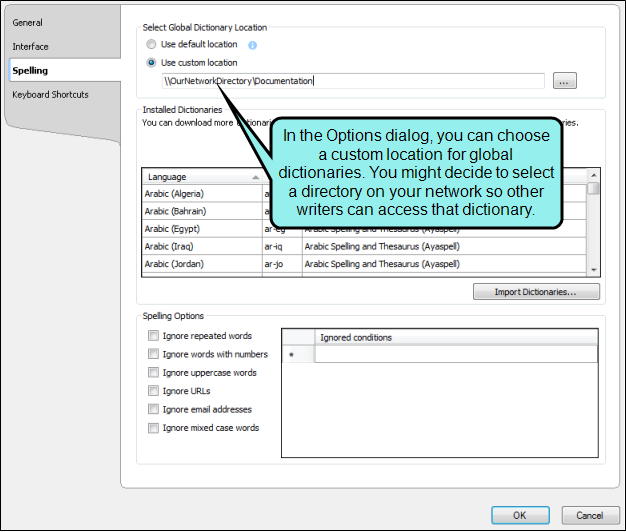 General
Interface
Spelling
Keyboard Shortcuts
Select Global Dictionary Location
Use default location
Use custom location
\\OurNetworkDirectory\Documentation
...
Installed Dictionaries
You can download more
In the Options dialog, you can choose
a custom location for global
dictionaries. You might decide to select
a directory on your network so other
writers can access that dictionary.
Language
Arabic (Algeria)
Arabic (Bahrain)
Arabic (Egypt) ar-eg Arabic Spelling and Thesaurus (Ayaspell)
Arabic (Iraq) ar-iq Arabic Spelling and Thesaurus (Ayaspell)
Arabic (Jordan) ar-jo Arabic Spelling and Thesaurus (Ayaspell)
Import Dictionaries...
Spelling Options
Ignore repeated words
Ignore words with numbers
Ignore uppercase words
Ignore URLs
Ignore email addresses
Ignore mixed case words
Ignored conditions
*
OK
Cancel